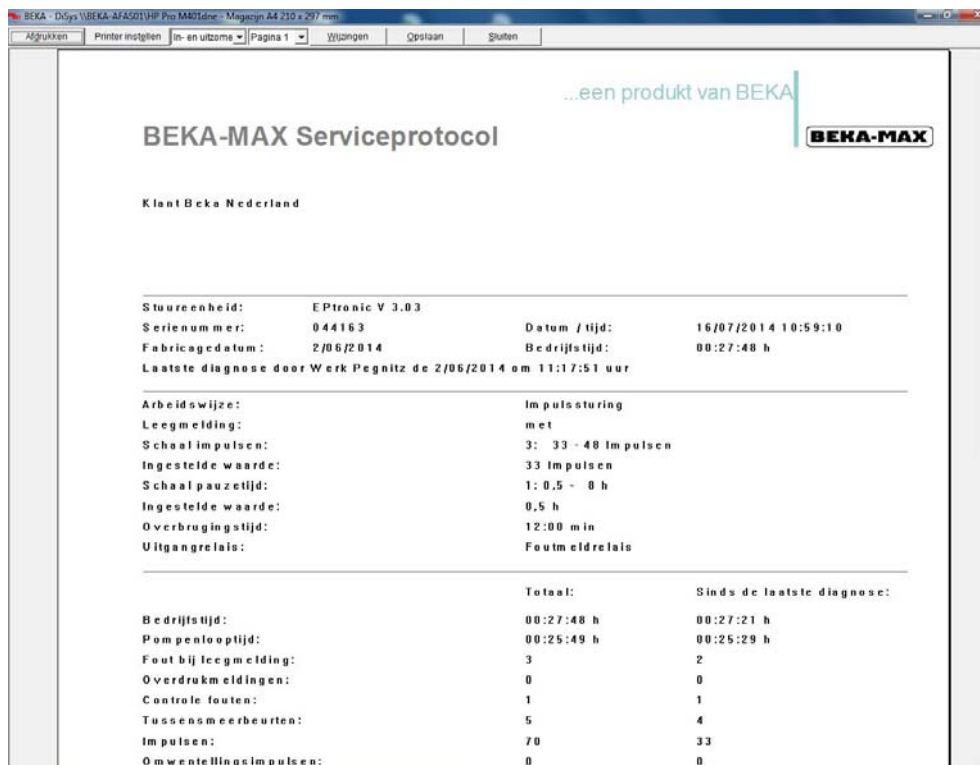 BEKA - DiSys \\BEKA-AFAS01\HP Pro M401dne - Magazijn A4 210 x 297 mm
Afdrukken Printer instellen In- en uitzome Pagina 1 Wijzingen Opslaan Sluiten
...een produkt van BEKA
BEKA-MAX Serviceprotocol
BEKA-MAX
Klant Beka Nederland
Stuureenheid: EPtronic V 3.03
Serienummer: 044163 Datum / tijd: 16/07/2014 10:59:10
Fabricagedatum: 2/06/2014 Bedrijfstijd: 00:27:48 h
Laatste diagnose door Werk Pegnitz de 2/06/2014 om 11:17:51 uur
Arbeidswijze: Impulssturing
Leegmelding: met
Schaal impulsen: 3: 33 - 48 Impulsen
Ingestelde waarde: 33 Impulsen
Schaal pauzetijd: 1: 0,5 - 8 h
Ingestelde waarde: 0,5 h
Overbrugingstijd: 12:00 min
Uitgangrelais: Foutmeldrelais
Totaal: Sinds de laatste diagnose:
Bedrijfstijd: 00:27:48 h 00:27:21 h
Pompenlooptijd: 00:25:49 h 00:25:29 h
Fout bij leegmelding: 3 2
Overdrukmeldingen: 0 0
Controle fouten: 1 1
Tussensmeerbeurten: 5 4
Impulsen: 70 33
Omwentellingsimpulsen: 0 0